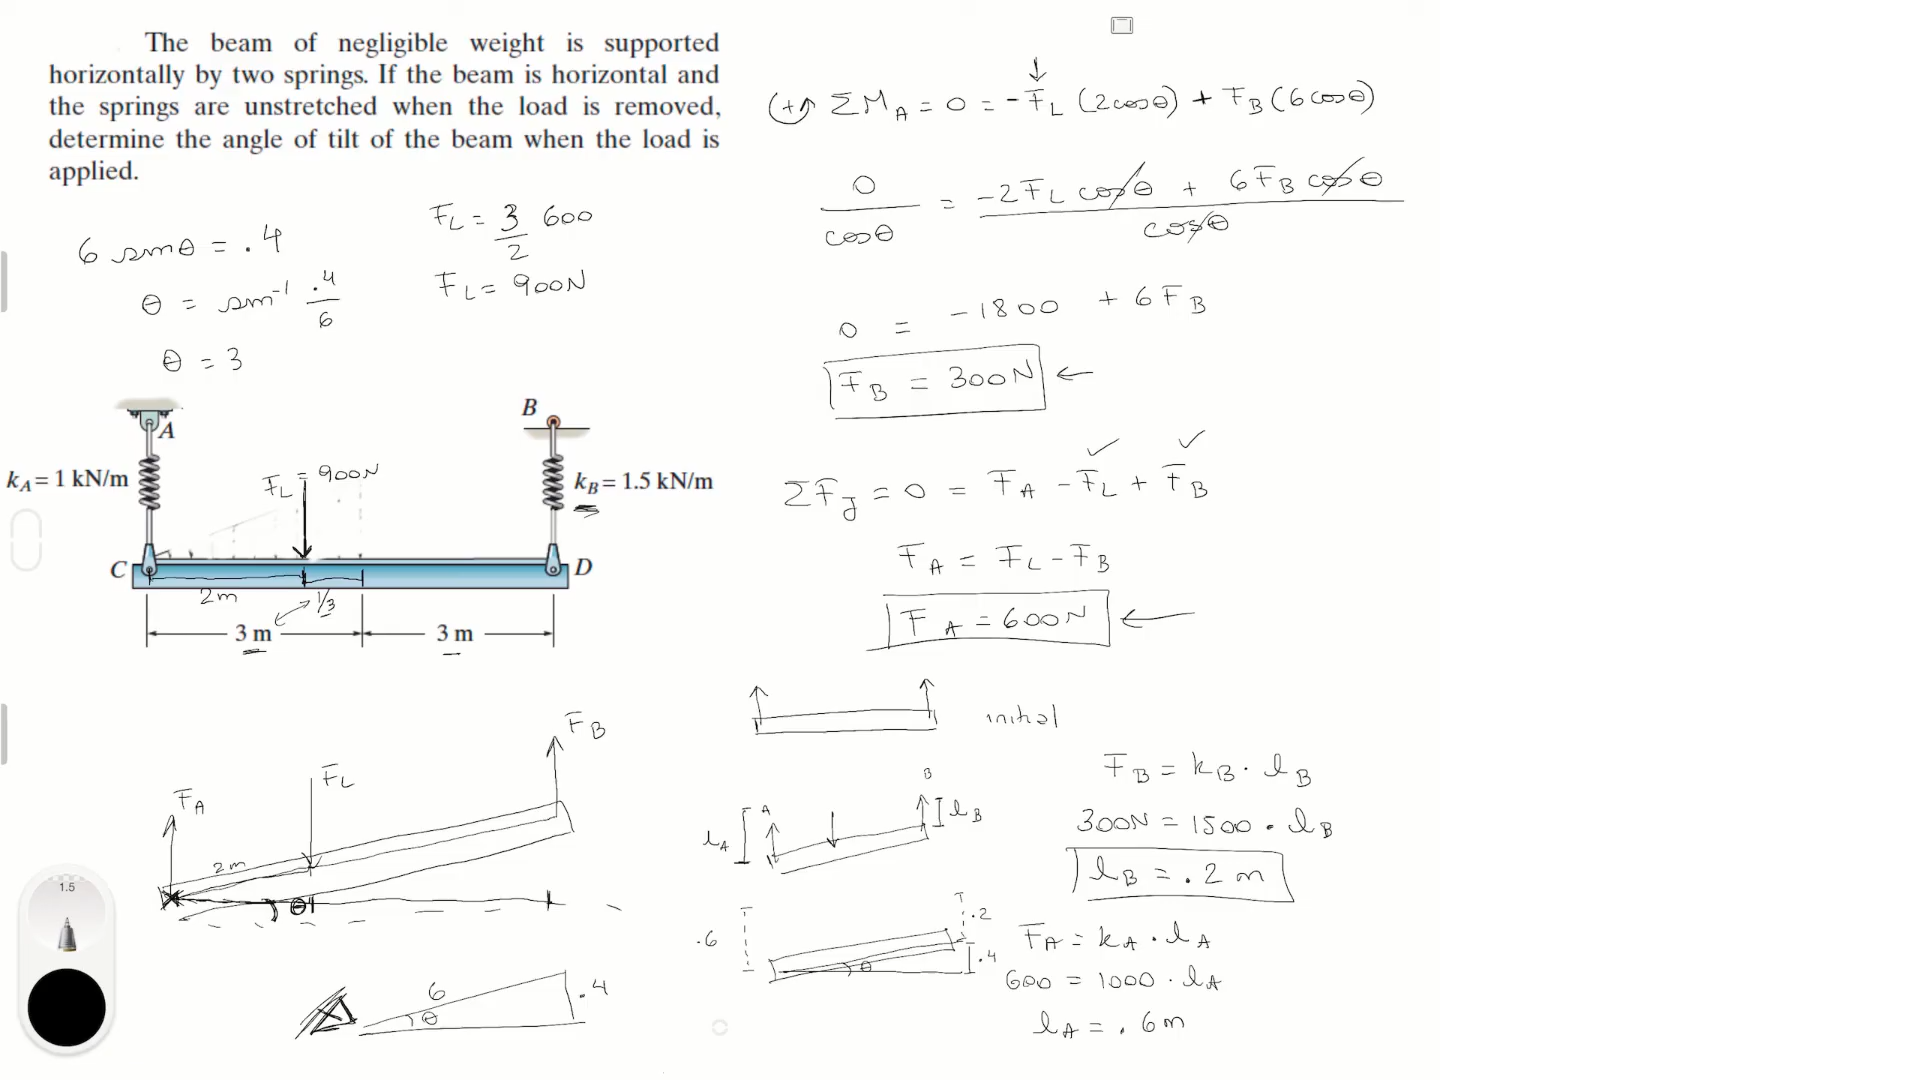 The beam of negligible weight is supported
horizontally by two springs. If the beam is horizontal and
the springs are unstretched when the load is removed,
determine the angle of tilt of the beam when the load is
applied.
6 sinθ = .4
θ = sin⁻¹ .4/6
θ = 3
F_L = 3/2 600
F_L = 900N
A
B
k_A = 1 kN/m
F_L = 900N
k_B = 1.5 kN/m
C
D
2m
1/3
3 m
3 m
F_A
F_L
F_B
2m
θ
6
θ
.4
1.5
(+↑ ΣM_A = 0 = -F_L (2cosθ) + F_B (6cosθ)
0/cosθ = (-2F_L cosθ + 6F_B cosθ)/cosθ
0 = -1800 + 6F_B
F_B = 300N ←
ΣF_y = 0 = F_A - F_L + F_B
F_A = F_L - F_B
F_A = 600N ←
initial
A
B
l_A
l_B
.6
.2
.4
θ
F_B = k_B · l_B
300N = 1500 · l_B
l_B = .2 m
F_A = k_A · l_A
600 = 1000 · l_A
l_A = .6m